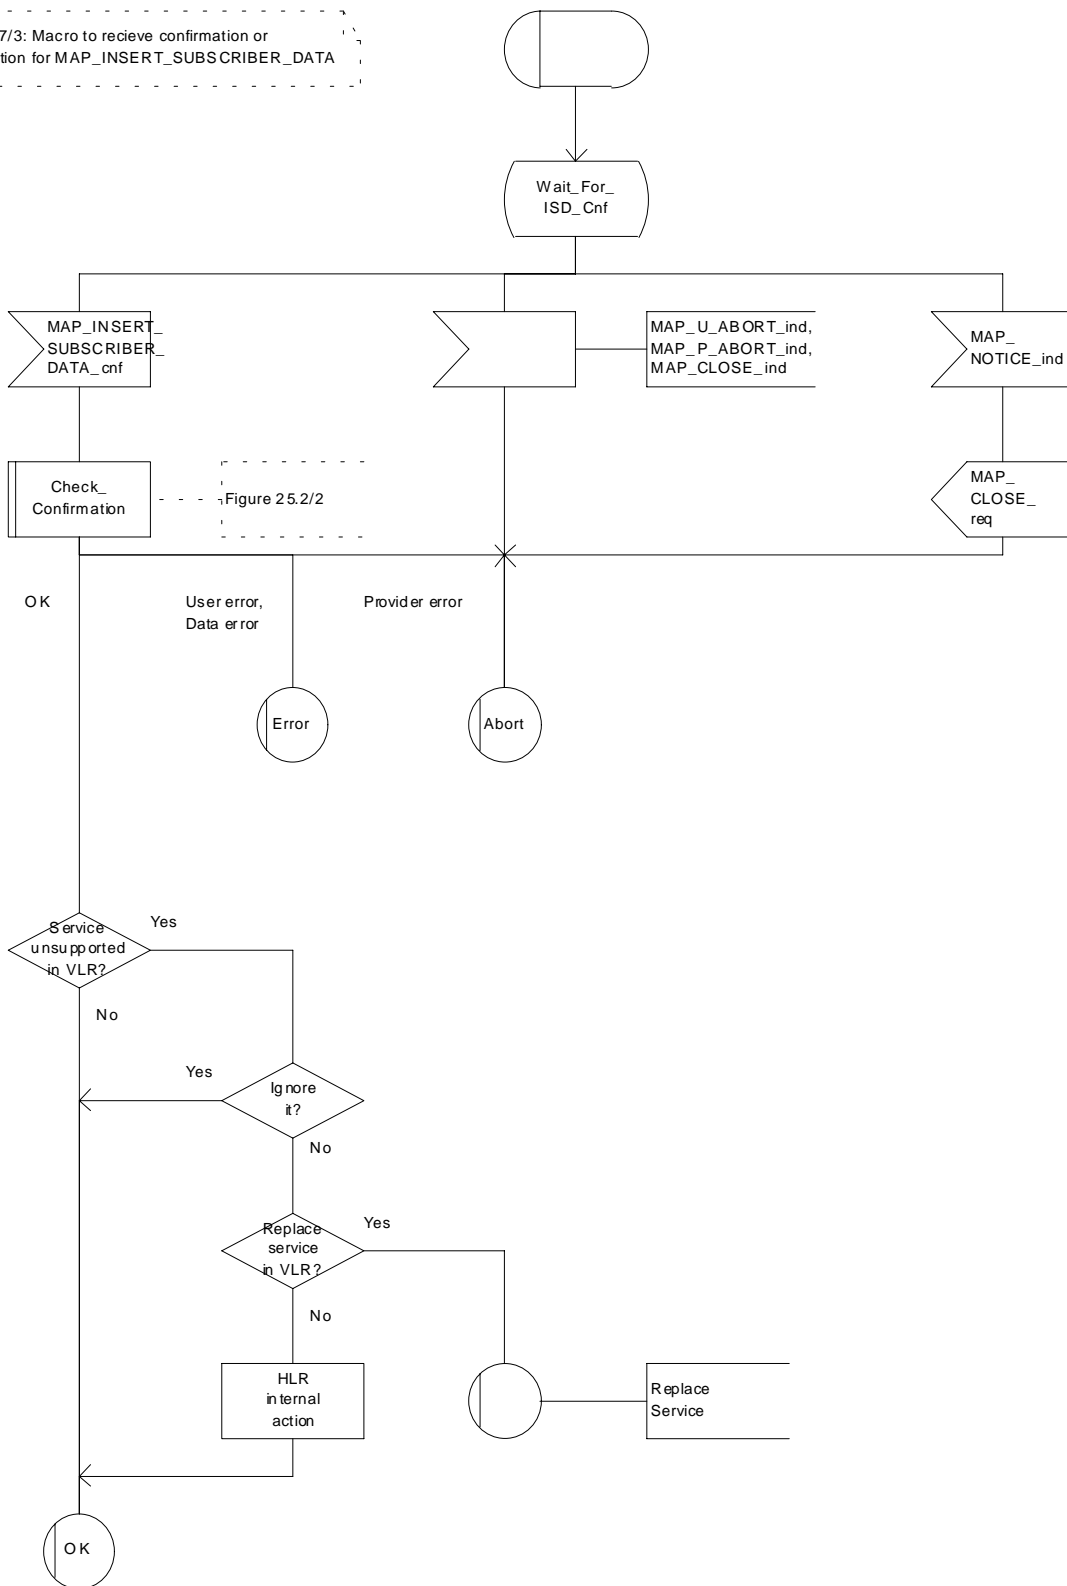 7/3: Macro to recieve confirmation or
tion for MAP_INSERT_SUBSCRIBER_DATA
Wait_For_
ISD_Cnf
MAP_INSERT_
SUBSCRIBER_
DATA_cnf
MAP_U_ABORT_ind,
MAP_P_ABORT_ind,
MAP_CLOSE_ind
MAP_
NOTICE_ind
Check_
Confirmation
Figure 25.2/2
MAP_
CLOSE_
req
OK
User error,
Data error
Provider error
Error
Abort
Service
unsupported
in VLR?
Yes
No
Yes
Ignore
it?
No
Replace
service
in VLR?
Yes
No
HLR
internal
action
Replace
Service
OK